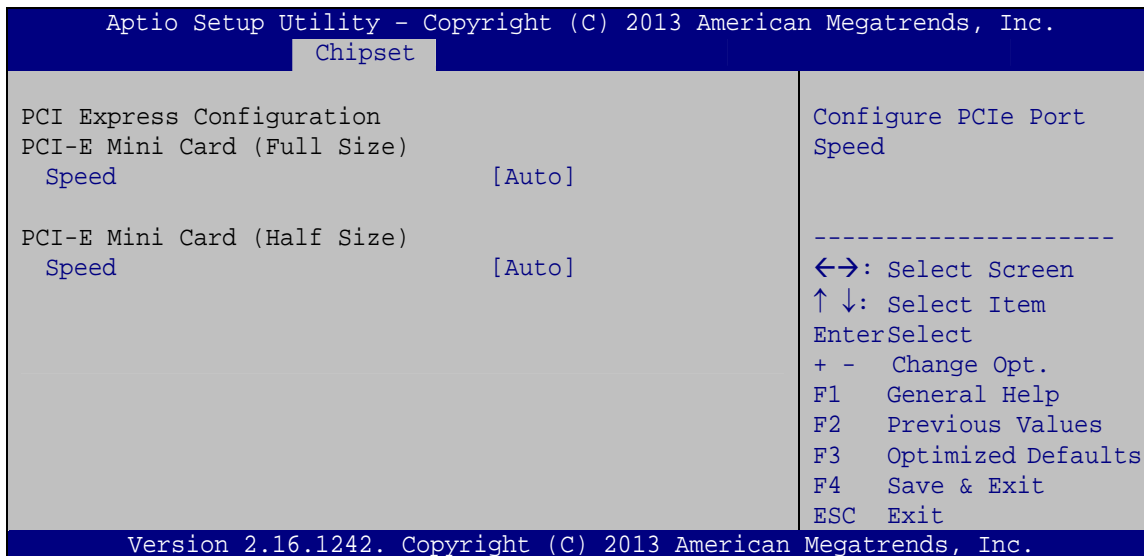 Aptio Setup Utility – Copyright (C) 2013 American Megatrends, Inc.
Chipset
PCI Express Configuration
PCI-E Mini Card (Full Size)
Speed [Auto]
PCI-E Mini Card (Half Size)
Speed [Auto]
Configure PCIe Port
Speed
---------------------
←→: Select Screen
↑ ↓: Select Item
EnterSelect
+ - Change Opt.
F1 General Help
F2 Previous Values
F3 Optimized Defaults
F4 Save & Exit
ESC Exit
Version 2.16.1242. Copyright (C) 2013 American Megatrends, Inc.